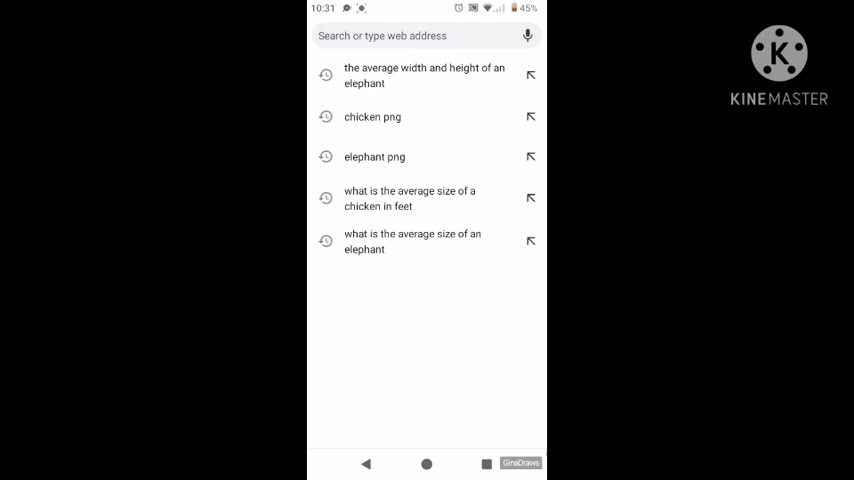 10:31
45%
Search or type web address
the average width and height of an
elephant
chicken png
elephant png
what is the average size of a
chicken in feet
what is the average size of an
elephant
GinaDraws
K
KINEMASTER